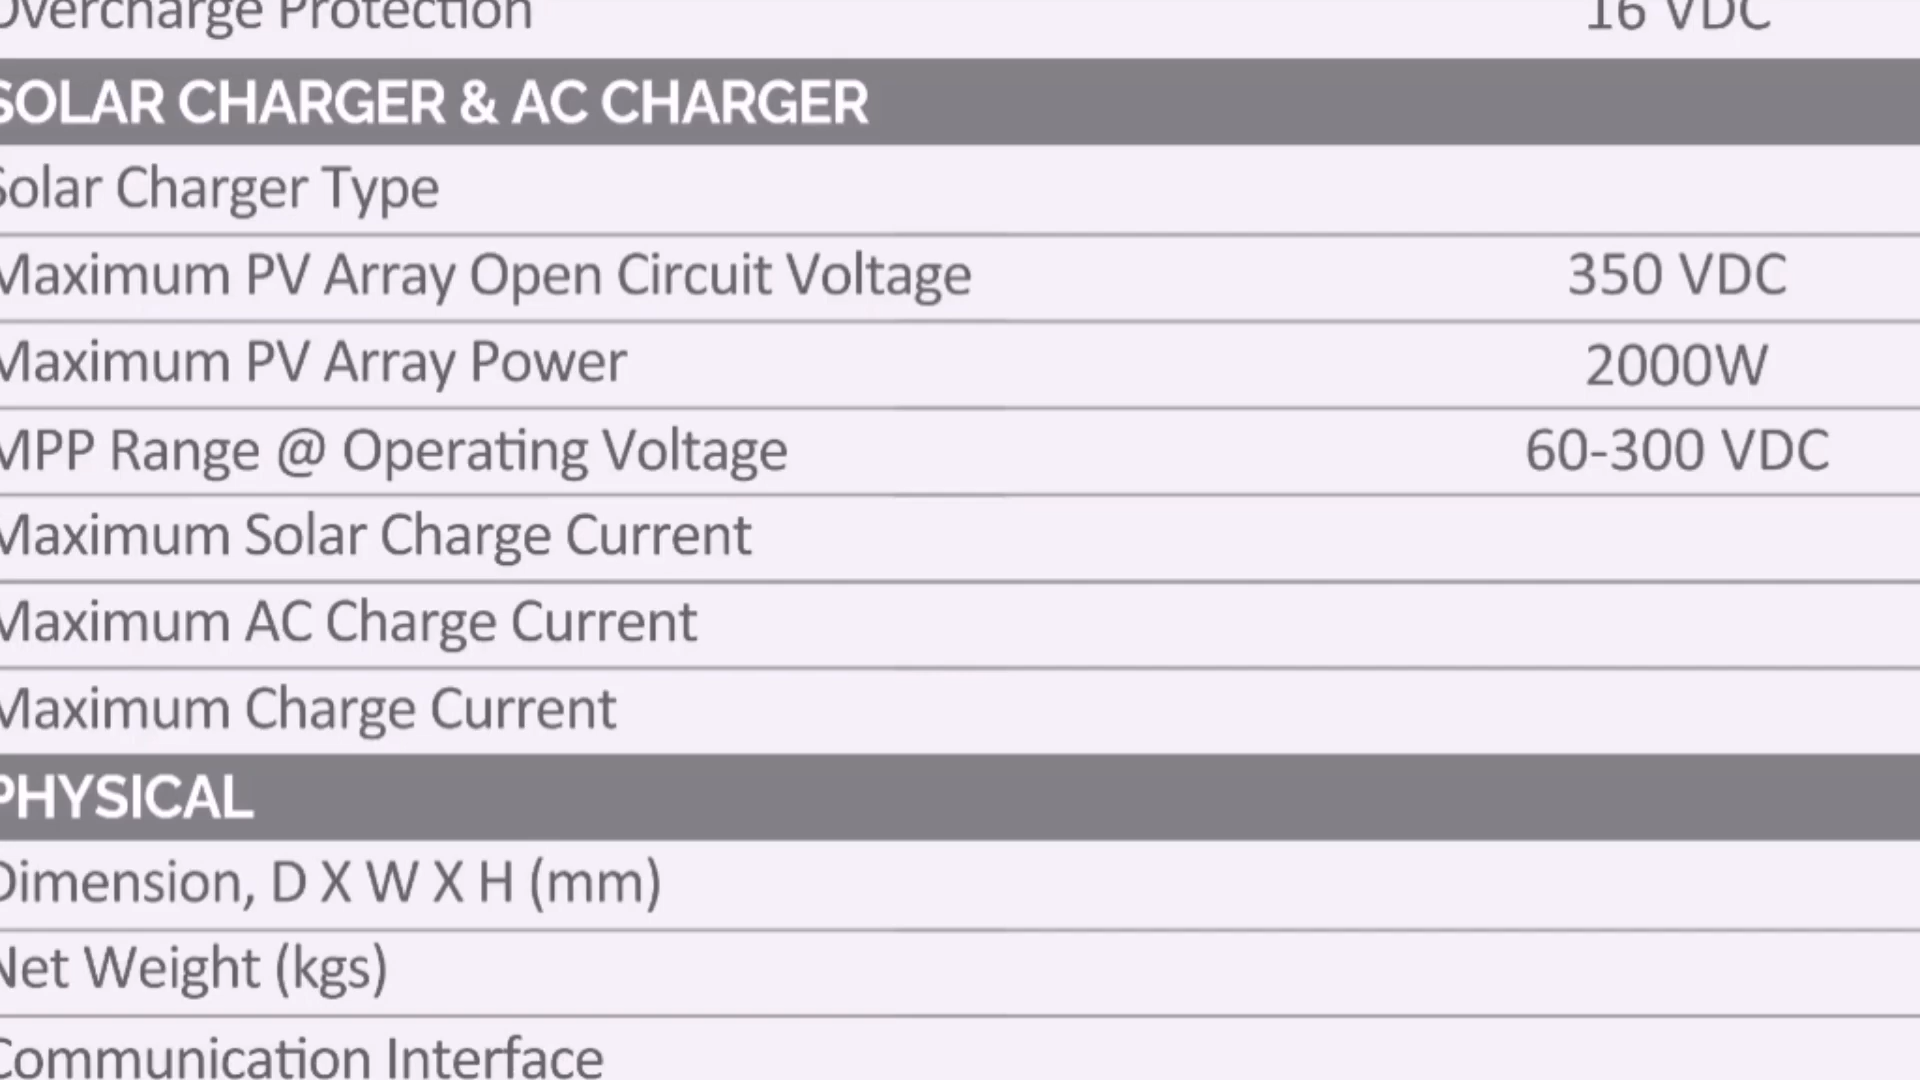 Overcharge Protection 16 VDC
SOLAR CHARGER & AC CHARGER
Solar Charger Type
Maximum PV Array Open Circuit Voltage 350 VDC
Maximum PV Array Power 2000W
MPP Range @ Operating Voltage 60-300 VDC
Maximum Solar Charge Current
Maximum AC Charge Current
Maximum Charge Current
PHYSICAL
Dimension, D X W X H (mm)
Net Weight (kgs)
Communication Interface